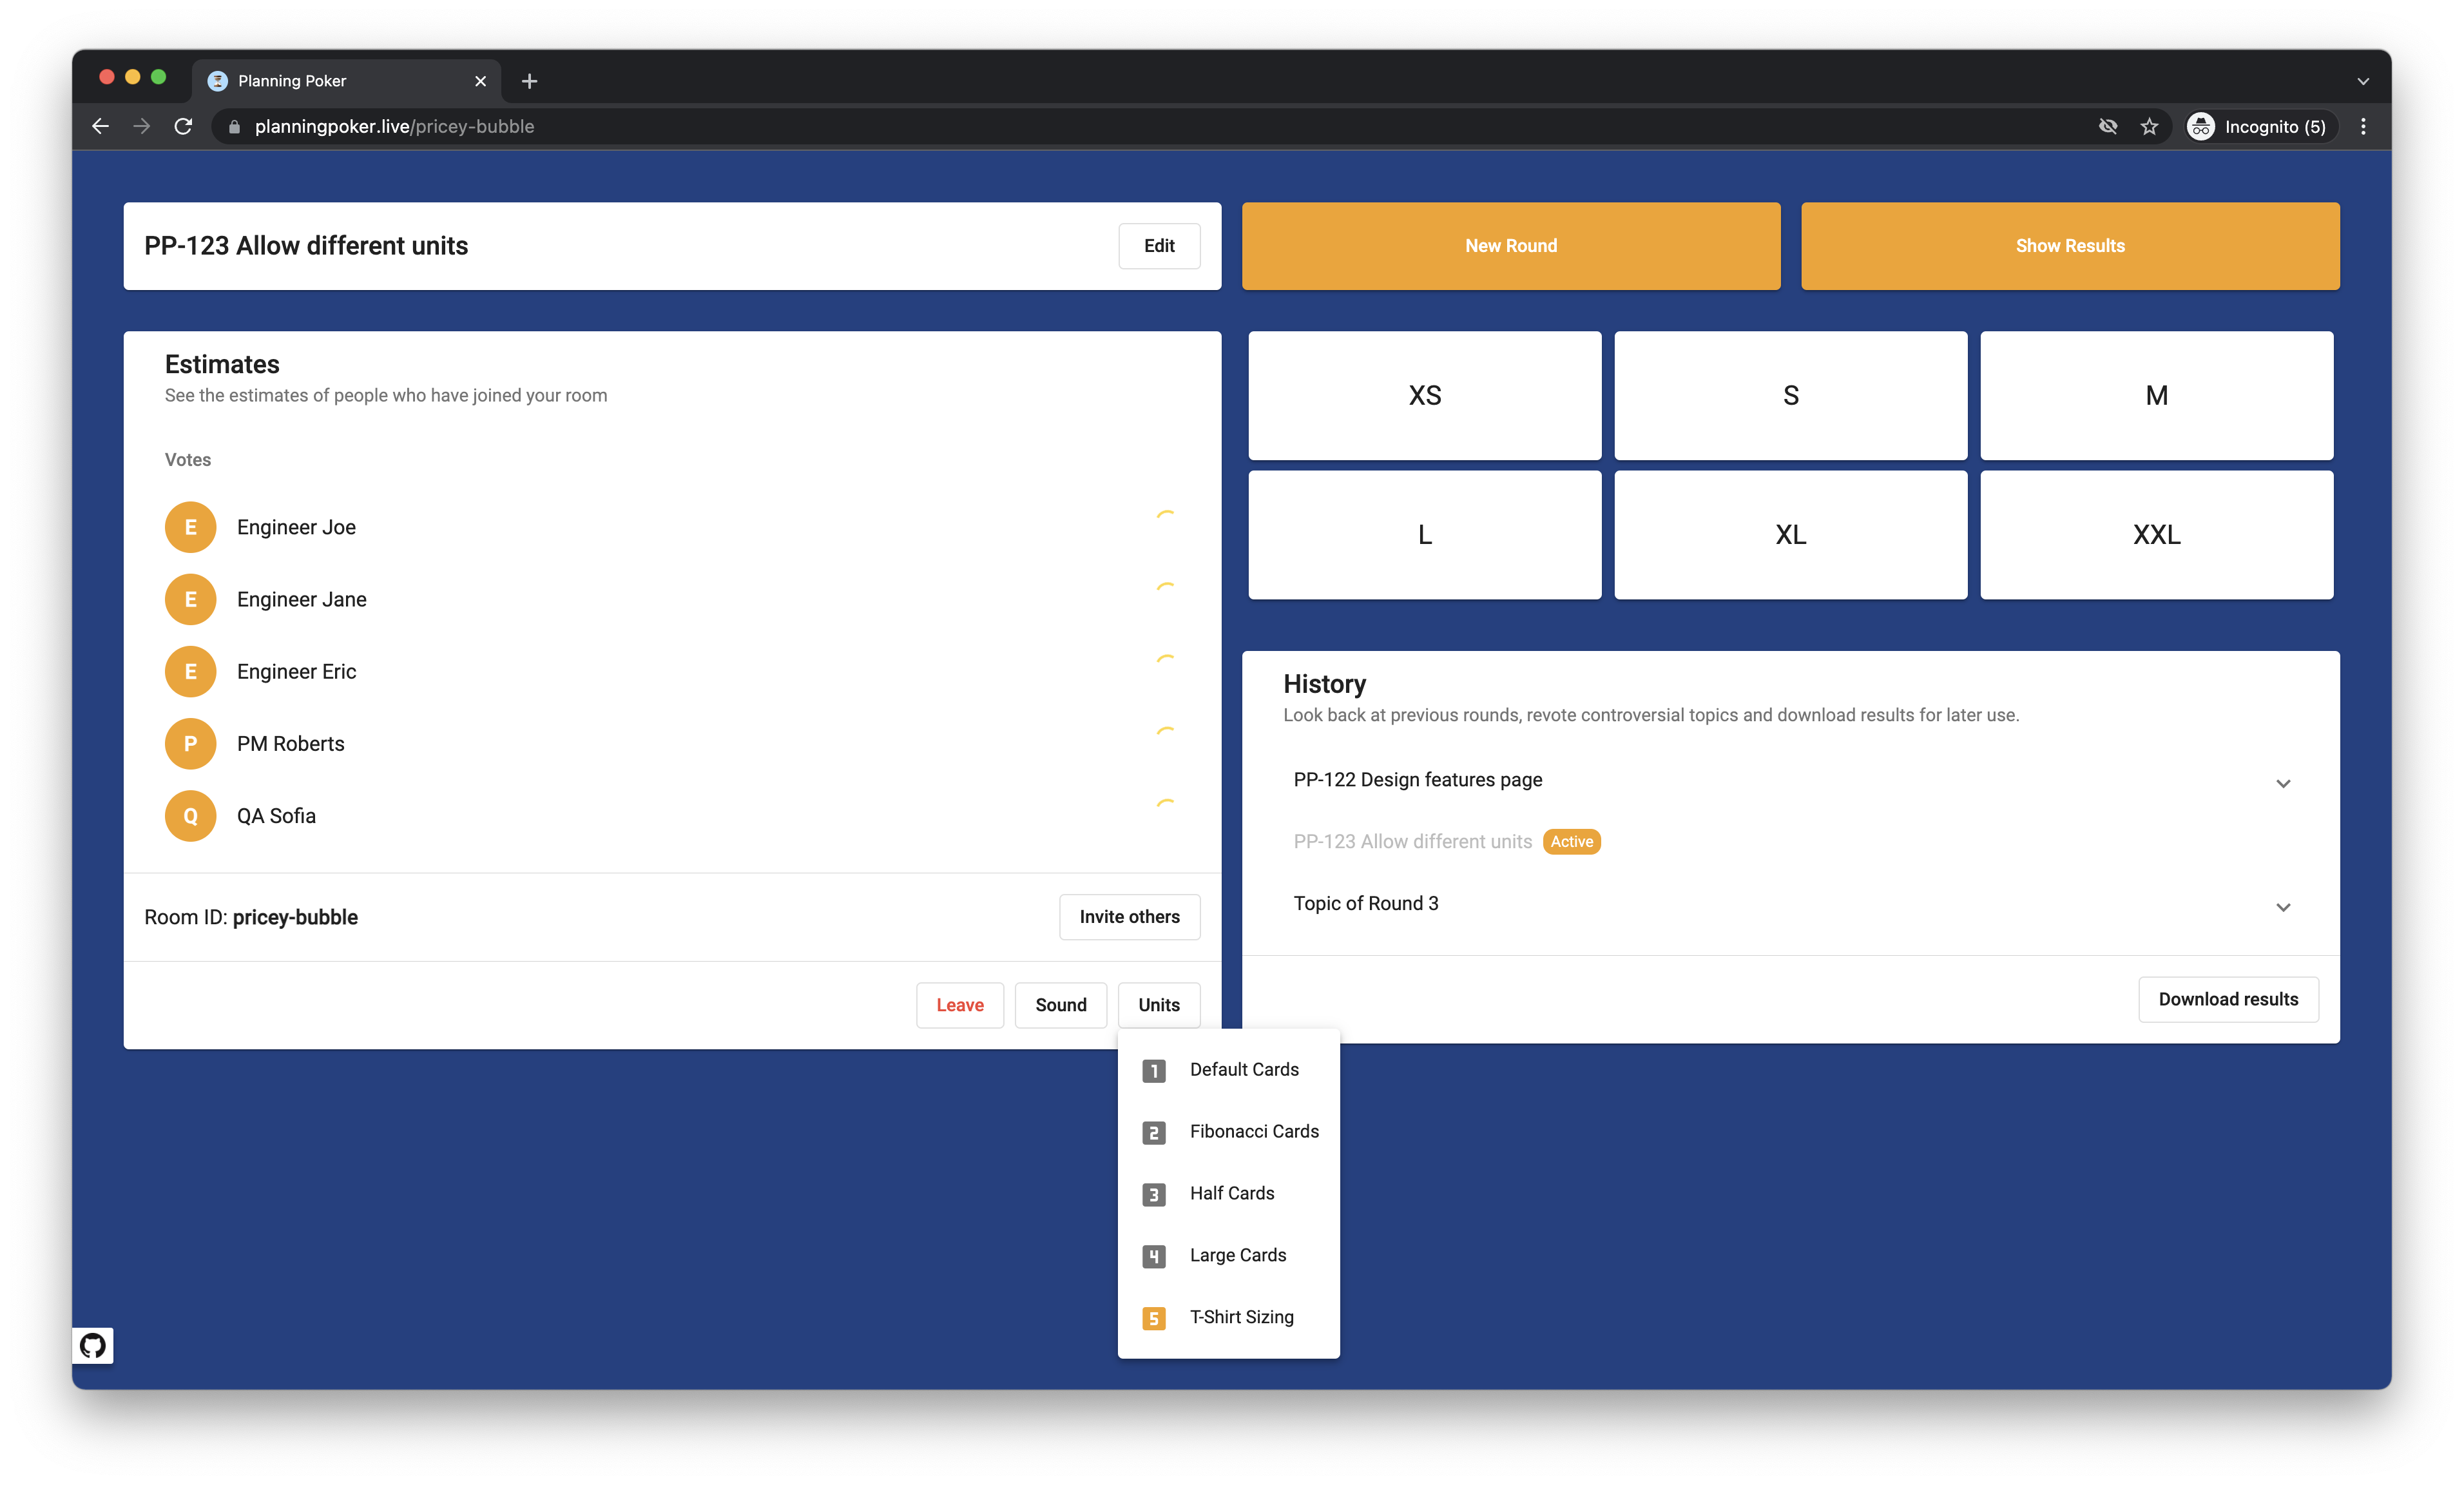 Planning Poker
planningpoker.live/pricey-bubble
Incognito (5)
PP-123 Allow different units
Edit
New Round
Show Results
Estimates
See the estimates of people who have joined your room
Votes
E Engineer Joe
E Engineer Jane
E Engineer Eric
P PM Roberts
Q QA Sofia
Room ID: pricey-bubble
Invite others
Leave
Sound
Units
1 Default Cards
2 Fibonacci Cards
3 Half Cards
4 Large Cards
5 T-Shirt Sizing
XS
S
M
L
XL
XXL
History
Look back at previous rounds, revote controversial topics and download results for later use.
PP-122 Design features page
PP-123 Allow different units Active
Topic of Round 3
Download results